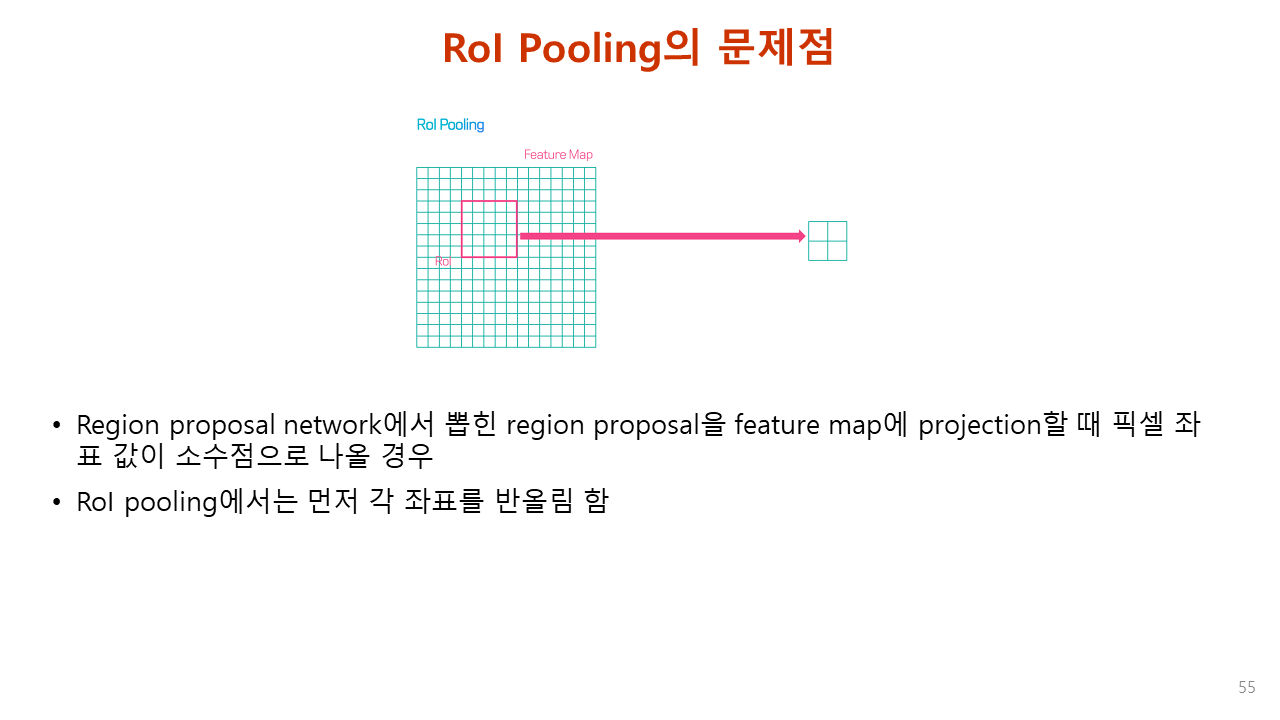 RoI Pooling의 문제점
RoI Pooling
Feature Map
RoI
• Region proposal network에서 뽑힌 region proposal을 feature map에 projection할 때 픽셀 좌
표 값이 소수점으로 나올 경우
• RoI pooling에서는 먼저 각 좌표를 반올림 함
55